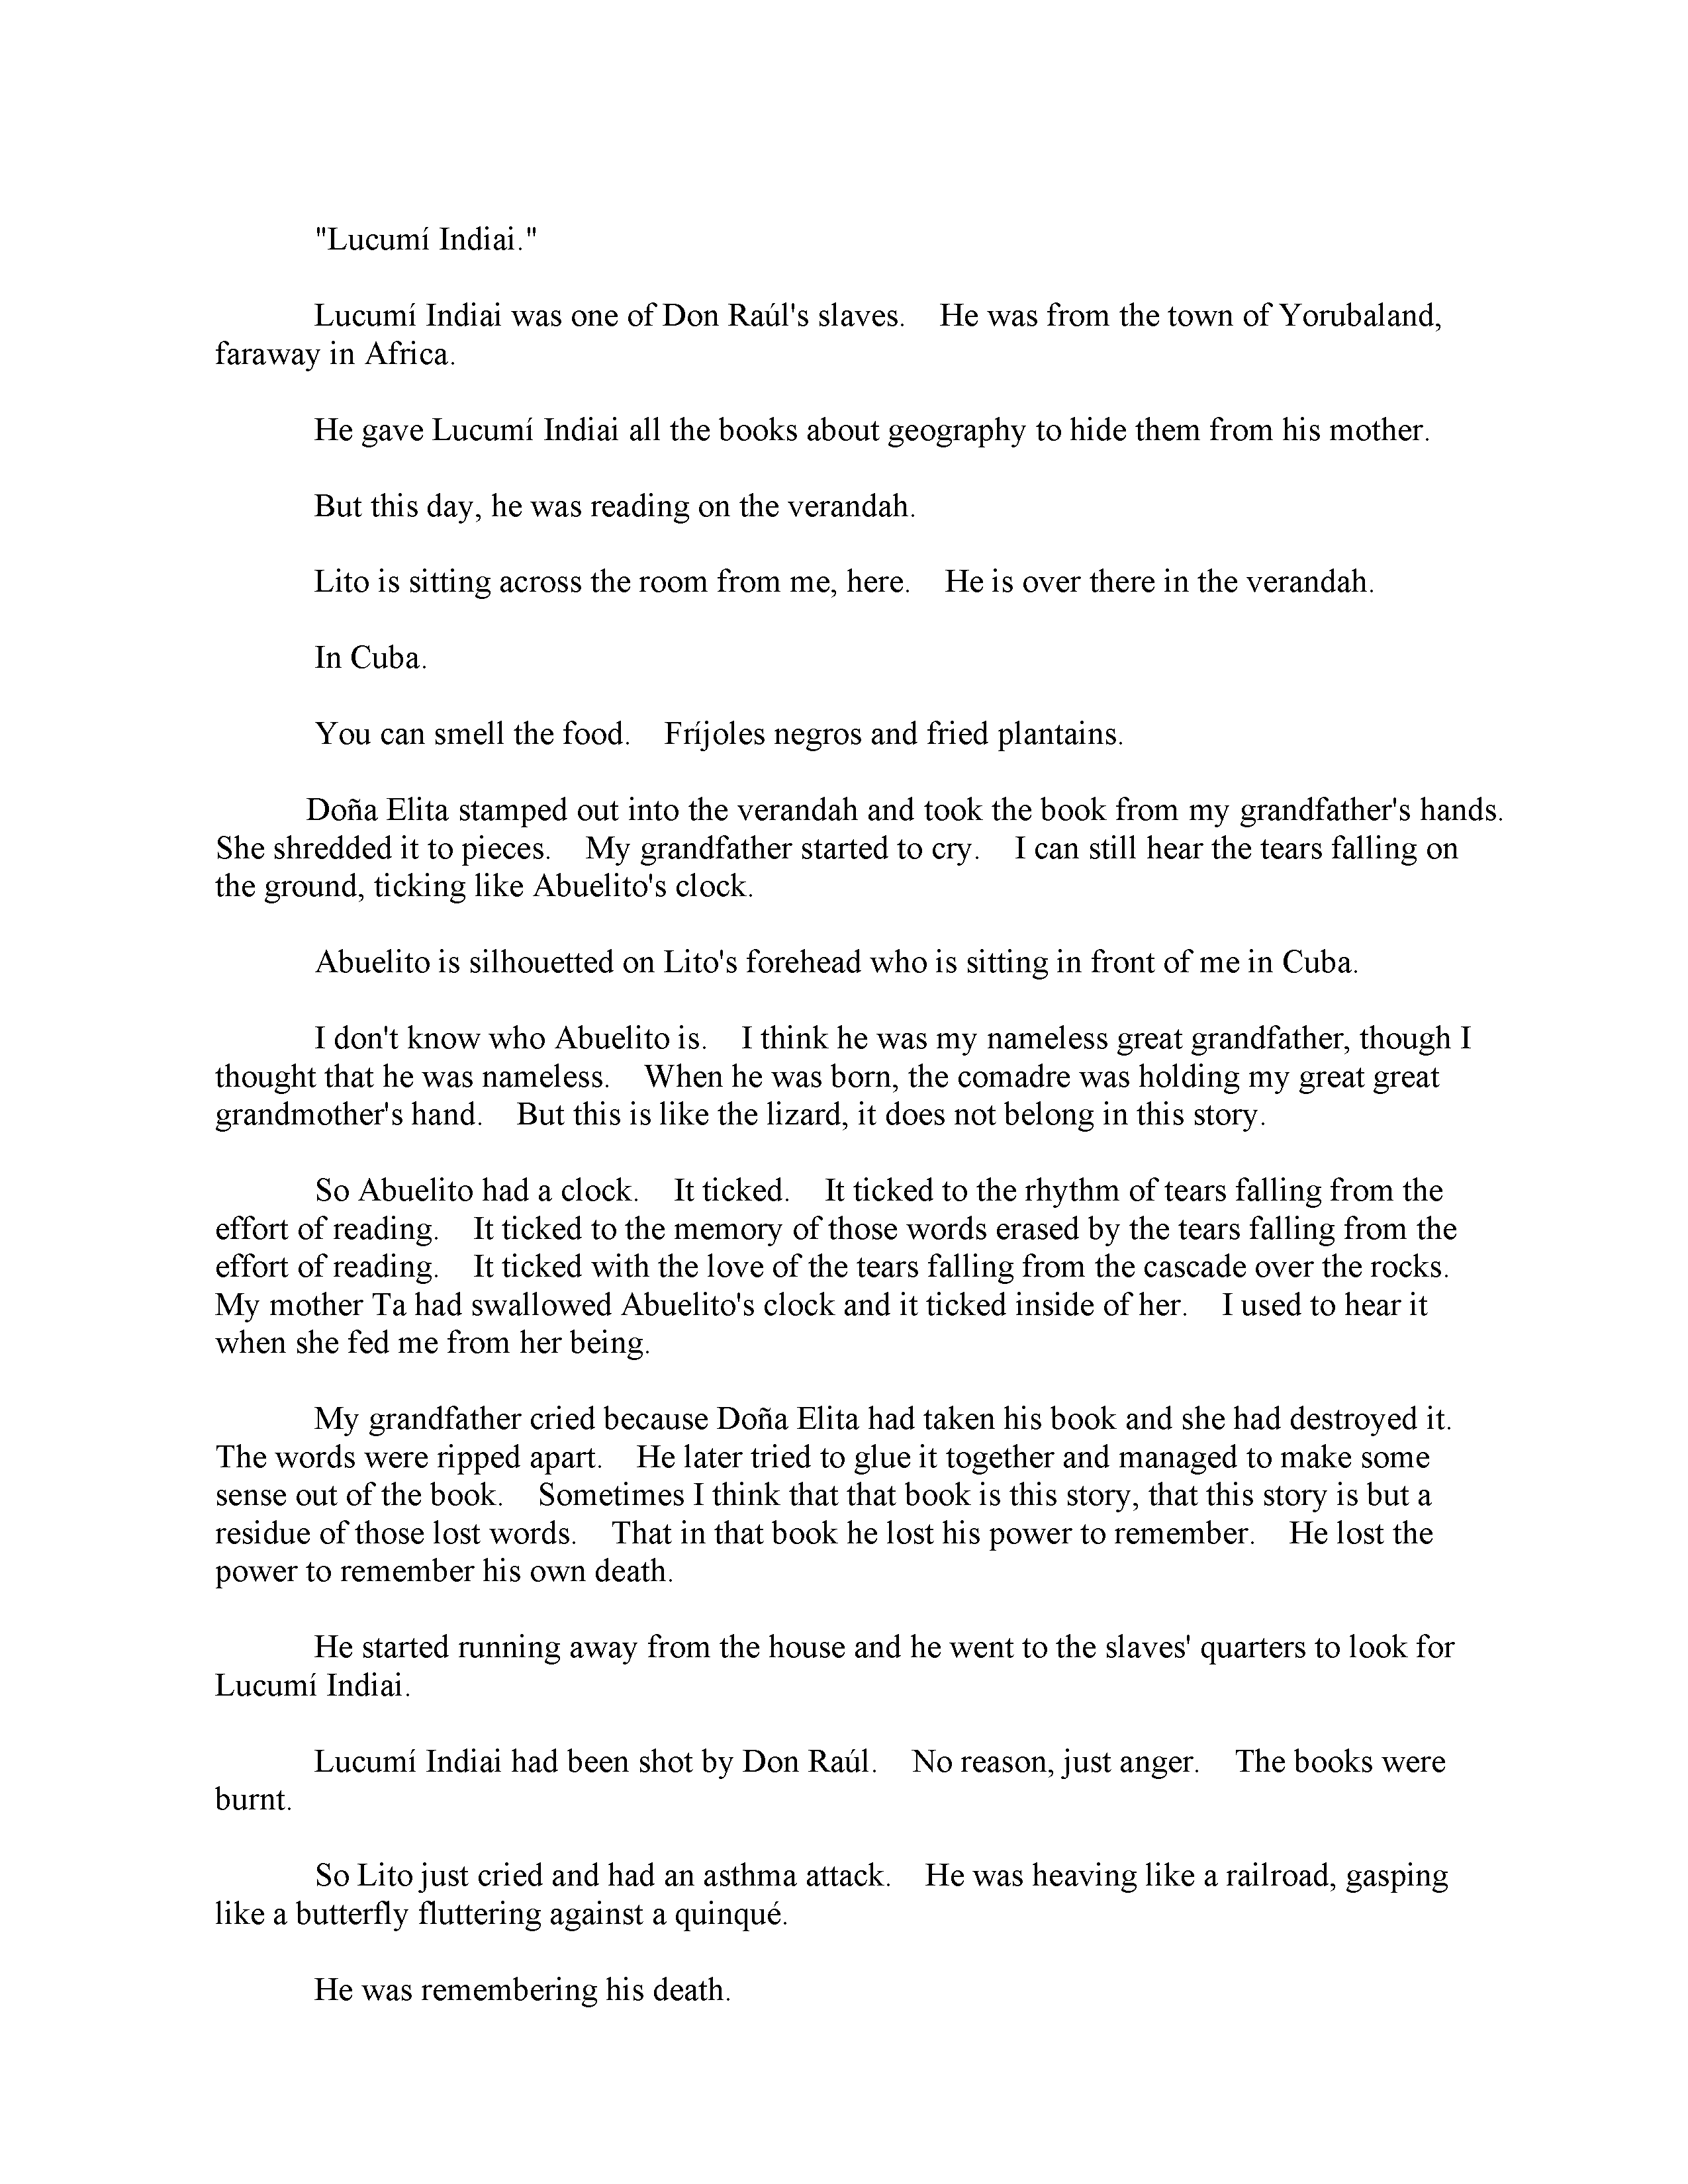 "Lucumí Indiai."
Lucumí Indiai was one of Don Raúl's slaves. He was from the town of Yorubaland,
faraway in Africa.
He gave Lucumí Indiai all the books about geography to hide them from his mother.
But this day, he was reading on the verandah.
Lito is sitting across the room from me, here. He is over there in the verandah.
In Cuba.
You can smell the food. Fríjoles negros and fried plantains.
Doña Elita stamped out into the verandah and took the book from my grandfather's hands.
She shredded it to pieces. My grandfather started to cry. I can still hear the tears falling on
the ground, ticking like Abuelito's clock.
Abuelito is silhouetted on Lito's forehead who is sitting in front of me in Cuba.
I don't know who Abuelito is. I think he was my nameless great grandfather, though I
thought that he was nameless. When he was born, the comadre was holding my great great
grandmother's hand. But this is like the lizard, it does not belong in this story.
So Abuelito had a clock. It ticked. It ticked to the rhythm of tears falling from the
effort of reading. It ticked to the memory of those words erased by the tears falling from the
effort of reading. It ticked with the love of the tears falling from the cascade over the rocks.
My mother Ta had swallowed Abuelito's clock and it ticked inside of her. I used to hear it
when she fed me from her being.
My grandfather cried because Doña Elita had taken his book and she had destroyed it.
The words were ripped apart. He later tried to glue it together and managed to make some
sense out of the book. Sometimes I think that that book is this story, that this story is but a
residue of those lost words. That in that book he lost his power to remember. He lost the
power to remember his own death.
He started running away from the house and he went to the slaves' quarters to look for
Lucumí Indiai.
Lucumí Indiai had been shot by Don Raúl. No reason, just anger. The books were
burnt.
So Lito just cried and had an asthma attack. He was heaving like a railroad, gasping
like a butterfly fluttering against a quinqué.
He was remembering his death.